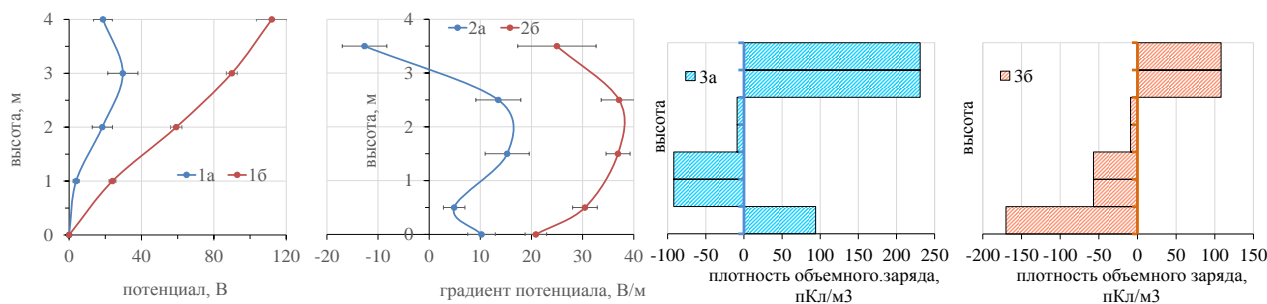 4
3
2
1
0
высота, м
1а 1б
0 40 80 120
потенциал, В
4
3
2
1
0
высота, м
2а 2б
-20 -10 0 10 20 30 40
градиент потенциала, В/м
высота
3а
-100 -50 0 50 100 150 200 250
плотность объемного.заряда,
пКл/м3
высота
3б
-200 -150 -100 -50 0 50 100 150
плотность объемного заряда,
пКл/м3